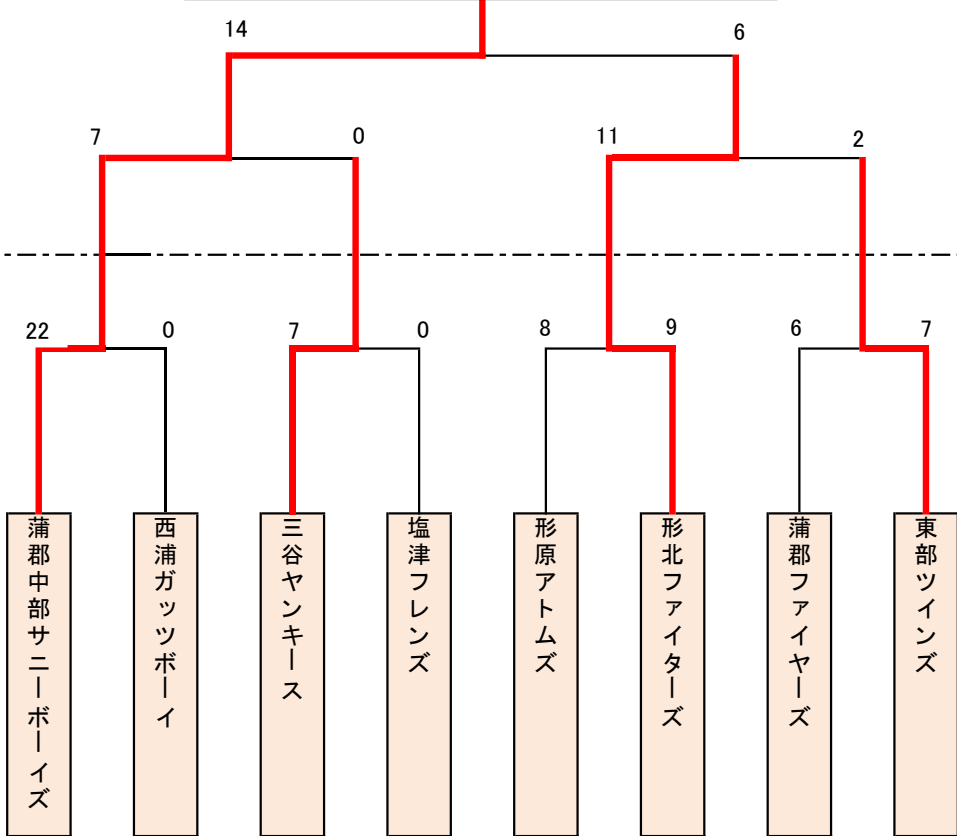 14
6
7
0
11
2
22
0
7
0
8
9
6
7
蒲郡中部サニーボーイズ
西浦ガッツボーイ
三谷ヤンキース
塩津フレンズ
形原アトムズ
形北ファイターズ
蒲郡ファイヤーズ
東部ツインズ